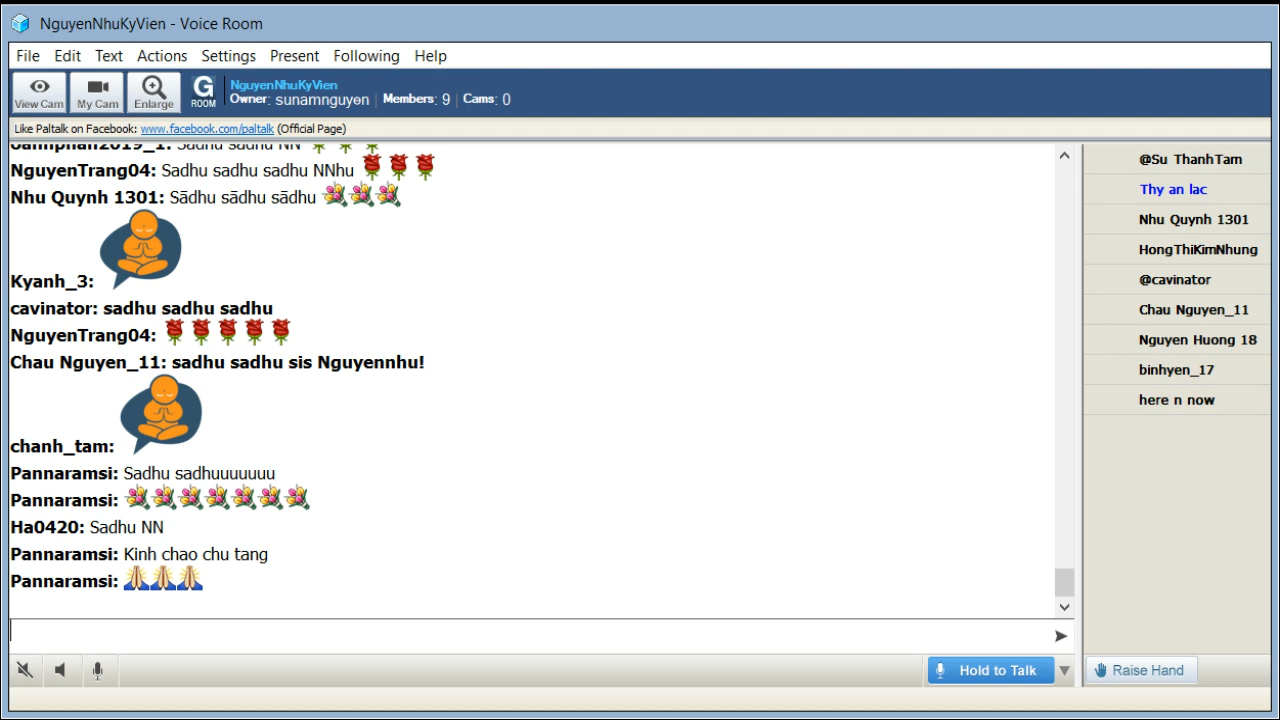 NguyenNhuKyVien - Voice Room
File Edit Text Actions Settings Present Following Help
View Cam My Cam Enlarge G ROOM
NguyenNhuKyVien
Owner: sunamnguyen | Members: 9 | Cams: 0
Like Paltalk on Facebook: www.facebook.com/paltalk (Official Page)
Sadhu sadhu NN
NguyenTrang04: Sadhu sadhu sadhu NNhu
Nhu Quynh 1301: Sādhu sādhu sādhu
Kyanh_3:
cavinator: sadhu sadhu sadhu
NguyenTrang04:
Chau Nguyen_11: sadhu sadhu sis Nguyennhu!
chanh_tam:
Pannaramsi: Sadhu sadhuuuuuuu
Pannaramsi:
Ha0420: Sadhu NN
Pannaramsi: Kinh chao chu tang
Pannaramsi:
@Su ThanhTam
Thy an lac
Nhu Quynh 1301
HongThiKimNhung
@cavinator
Chau Nguyen_11
Nguyen Huong 18
binhyen_17
here n now
Hold to Talk
Raise Hand